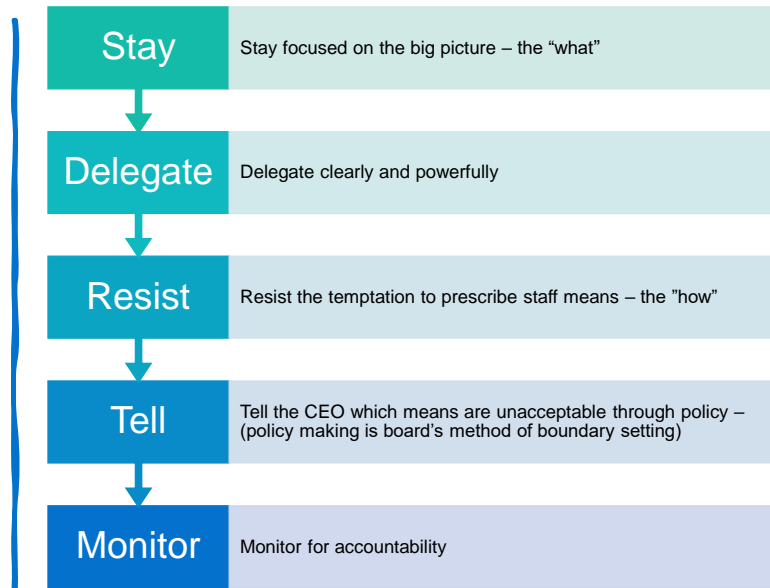 Stay
Stay focused on the big picture – the “what”
Delegate
Delegate clearly and powerfully
Resist
Resist the temptation to prescribe staff means – the ”how”
Tell
Tell the CEO which means are unacceptable through policy –
(policy making is board’s method of boundary setting)
Monitor
Monitor for accountability